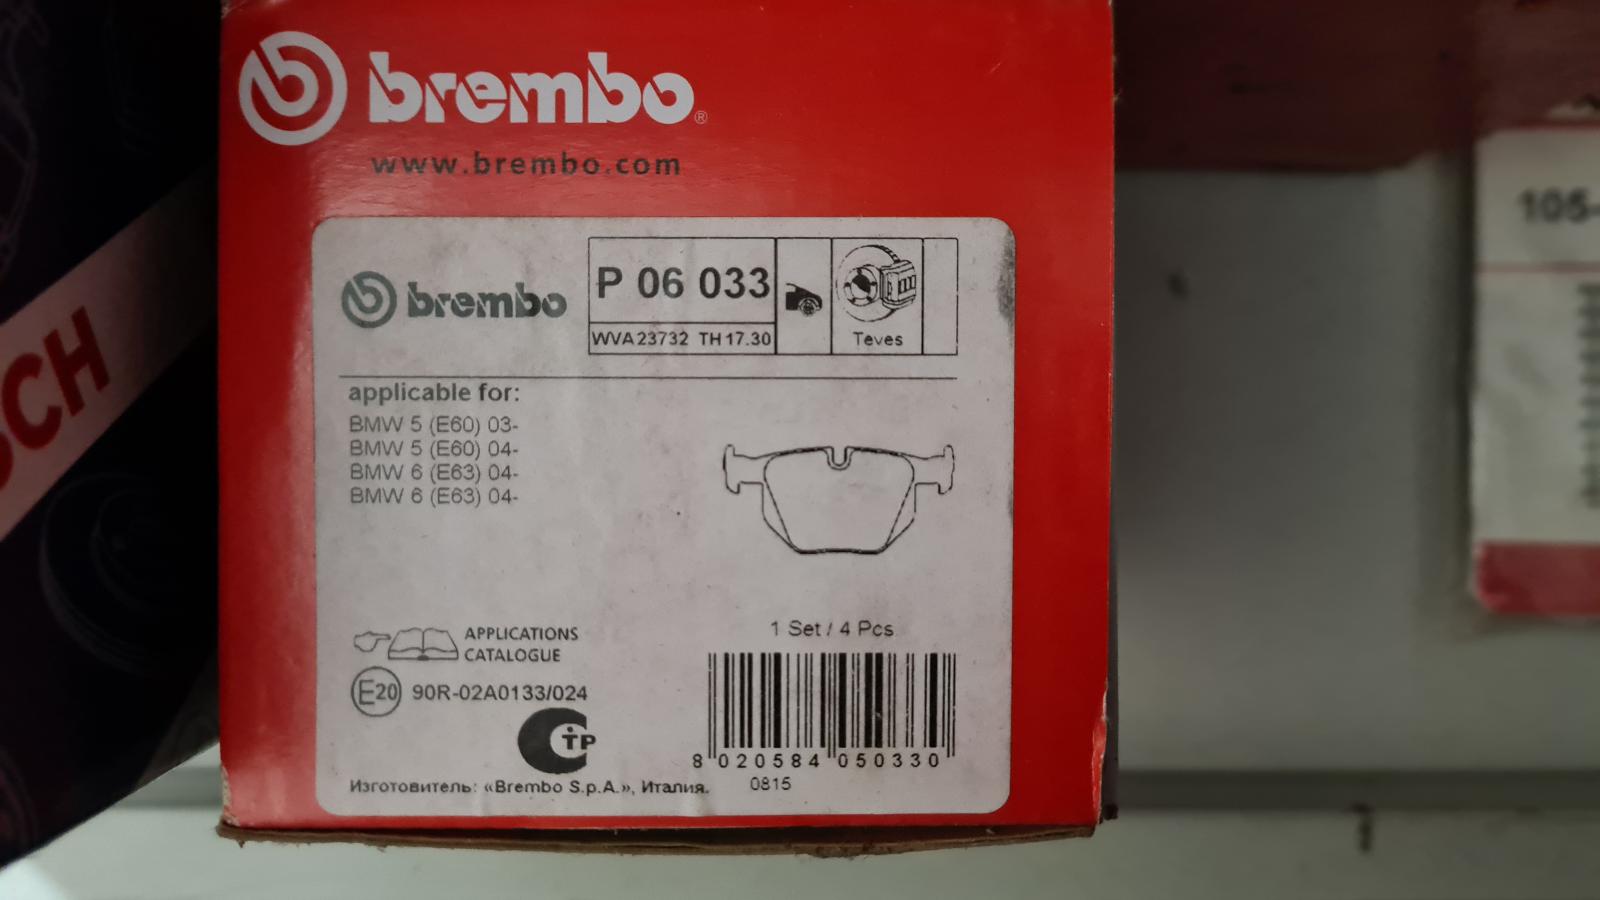 brembo®
www.brembo.com
brembo
P 06 033
WVA 23732 TH 17.30
Teves
applicable for:
BMW 5 (E60) 03-
BMW 5 (E60) 04-
BMW 6 (E63) 04-
BMW 6 (E63) 04-
1 Set / 4 Pcs
APPLICATIONS
CATALOGUE
E20 90R-02A0133/024
СТР
8 020584 050330
Изготовитель: «Brembo S.p.A.», Италия.
0815
SCH
105-